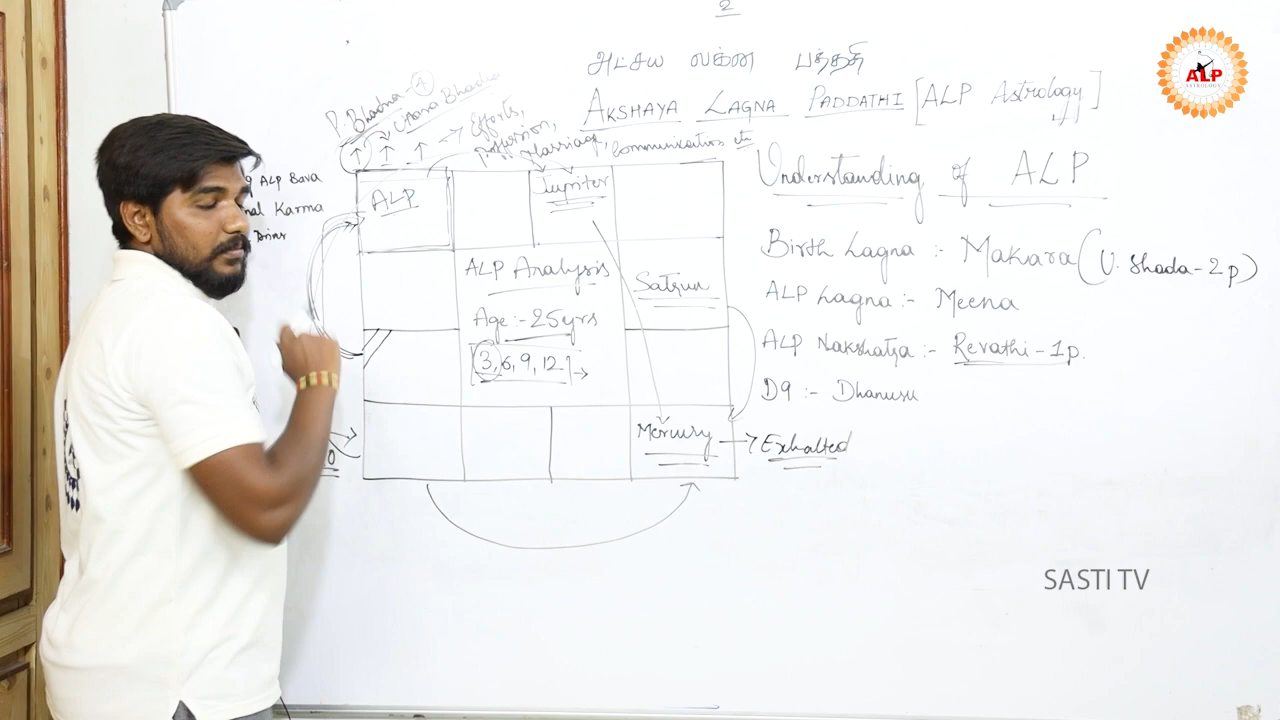 2
அட்சய லக்ன பத்ததி
AKSHAYA LAGNA PADDATHI [ALP Astrology]
ALP
ASTROLOGY
P. Bhadhra - 4
→ Efforts,
Profession,
Marriage,
Communication etc
ALP Bava
Karma
Understanding of ALP
Birth Lagna :- Makara (U. Shada - 2p)
ALP Lagna :- Meena
ALP Nakshatra :- Revathi - 1p.
D9 :- Dhanusu
ALP
Jupiter
ALP Analysis
Age :- 25yrs
[3, 6, 9, 12] →
Saturn
Mercury → Exhalted
SASTI TV